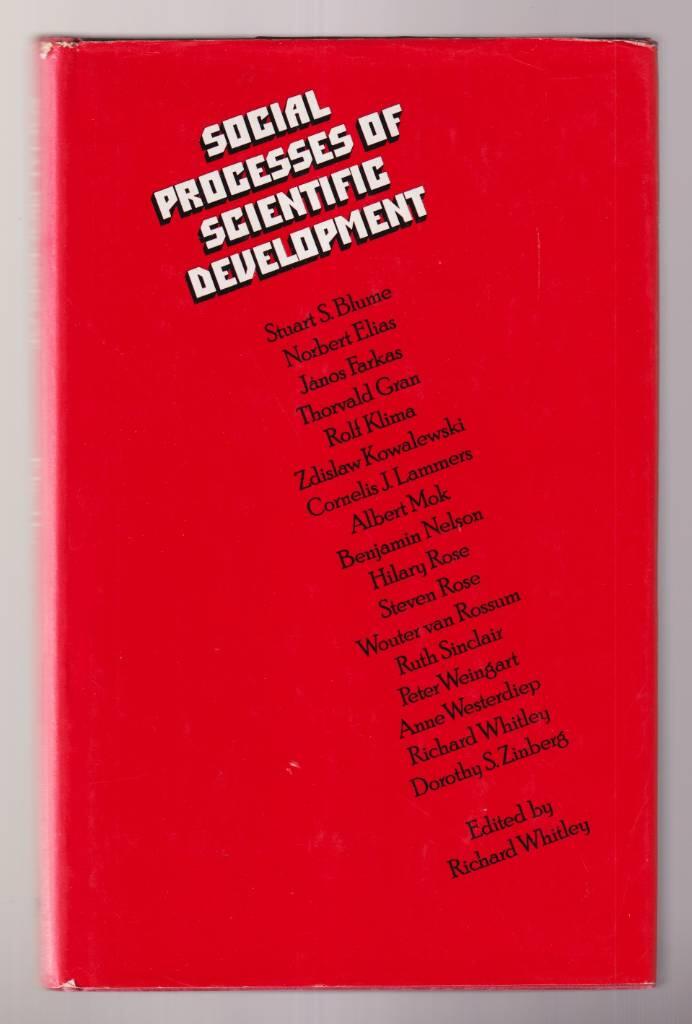 SOCIAL
PROCESSES OF
SCIENTIFIC
DEVELOPMENT
Stuart S. Blume
Norbert Elias
János Farkas
Thorvald Gran
Rolf Klima
Zdislaw Kowalewski
Cornelis J. Lammers
Albert Mok
Benjamin Nelson
Hilary Rose
Steven Rose
Wouter van Rossum
Ruth Sinclair
Peter Weingart
Anne Westerdiep
Richard Whitley
Dorothy S. Zinberg
Edited by
Richard Whitley